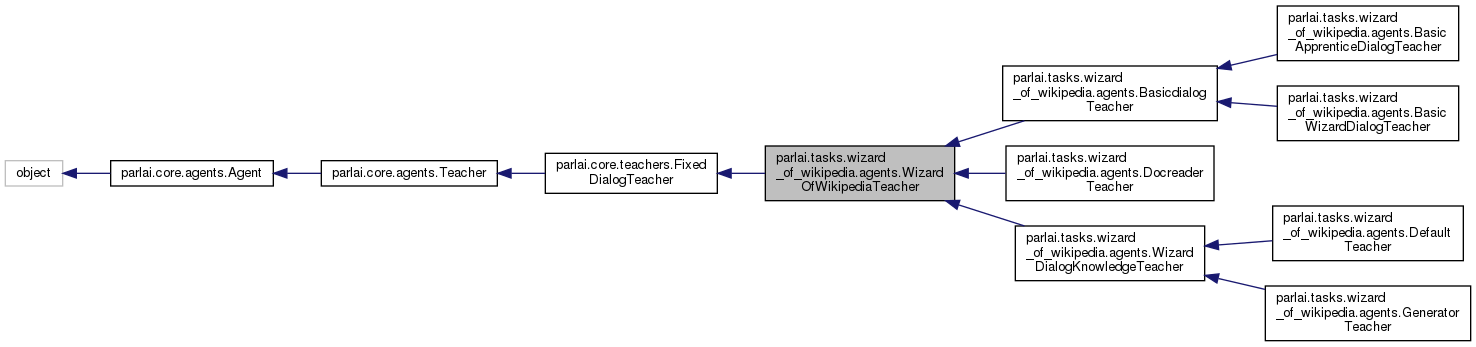 object
parlai.core.agents.Agent
parlai.core.agents.Teacher
parlai.core.teachers.Fixed
DialogTeacher
parlai.tasks.wizard
_of_wikipedia.agents.Wizard
OfWikipediaTeacher
parlai.tasks.wizard
_of_wikipedia.agents.Basicdialog
Teacher
parlai.tasks.wizard
_of_wikipedia.agents.Docreader
Teacher
parlai.tasks.wizard
_of_wikipedia.agents.Wizard
DialogKnowledgeTeacher
parlai.tasks.wizard
_of_wikipedia.agents.Basic
ApprenticeDialogTeacher
parlai.tasks.wizard
_of_wikipedia.agents.Basic
WizardDialogTeacher
parlai.tasks.wizard
_of_wikipedia.agents.Default
Teacher
parlai.tasks.wizard
_of_wikipedia.agents.Generator
Teacher